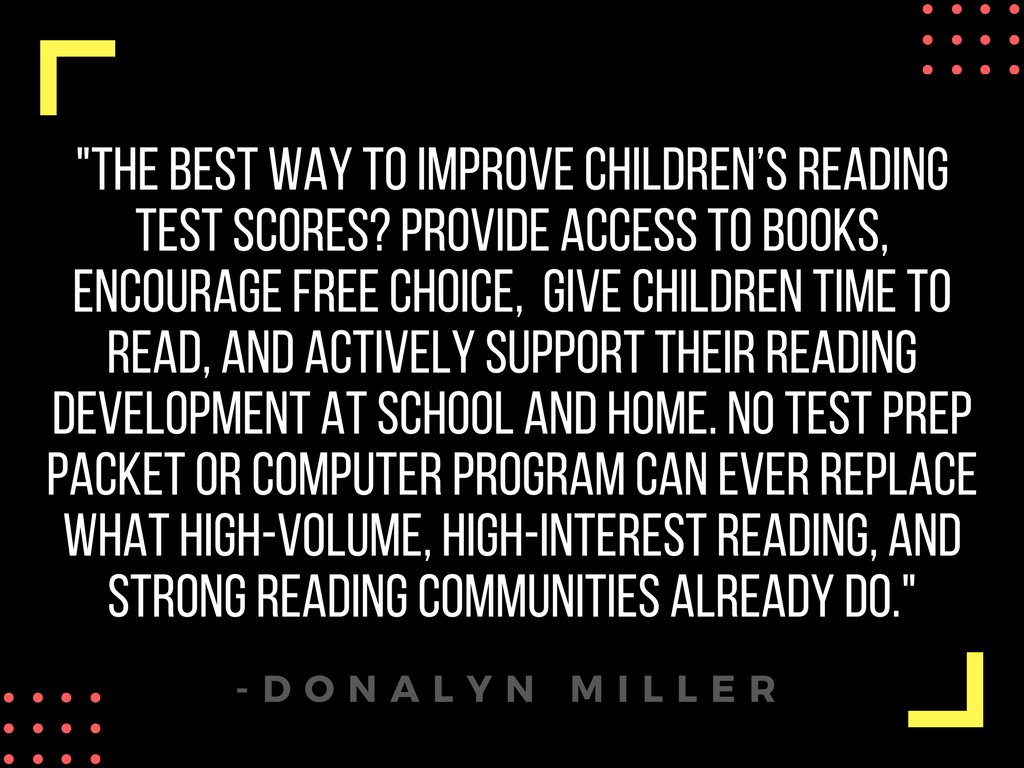 "THE BEST WAY TO IMPROVE CHILDREN’S READING
TEST SCORES? PROVIDE ACCESS TO BOOKS,
ENCOURAGE FREE CHOICE, GIVE CHILDREN TIME TO
READ, AND ACTIVELY SUPPORT THEIR READING
DEVELOPMENT AT SCHOOL AND HOME. NO TEST PREP
PACKET OR COMPUTER PROGRAM CAN EVER REPLACE
WHAT HIGH-VOLUME, HIGH-INTEREST READING, AND
STRONG READING COMMUNITIES ALREADY DO."
-DONALYN MILLER